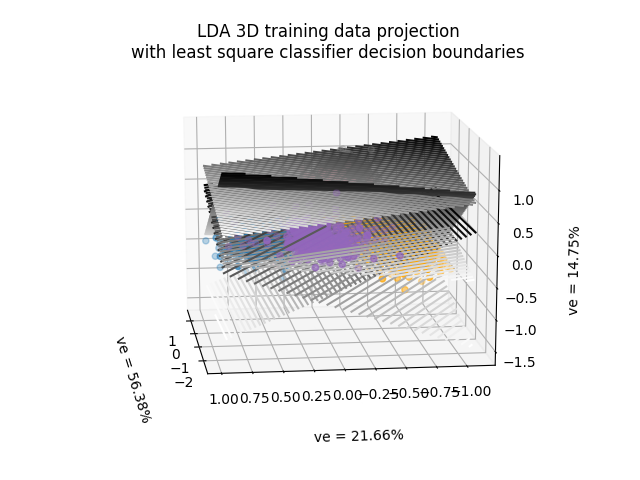 LDA 3D training data projection
with least square classifier decision boundaries
1.0
0.5
0.0
−0.5
−1.0
−1.5
ve = 14.75%
1
0
−1
−2
ve = 56.38%
1.00 0.75 0.50 0.25 0.00 −0.25 −0.50 −0.75 −1.00
ve = 21.66%